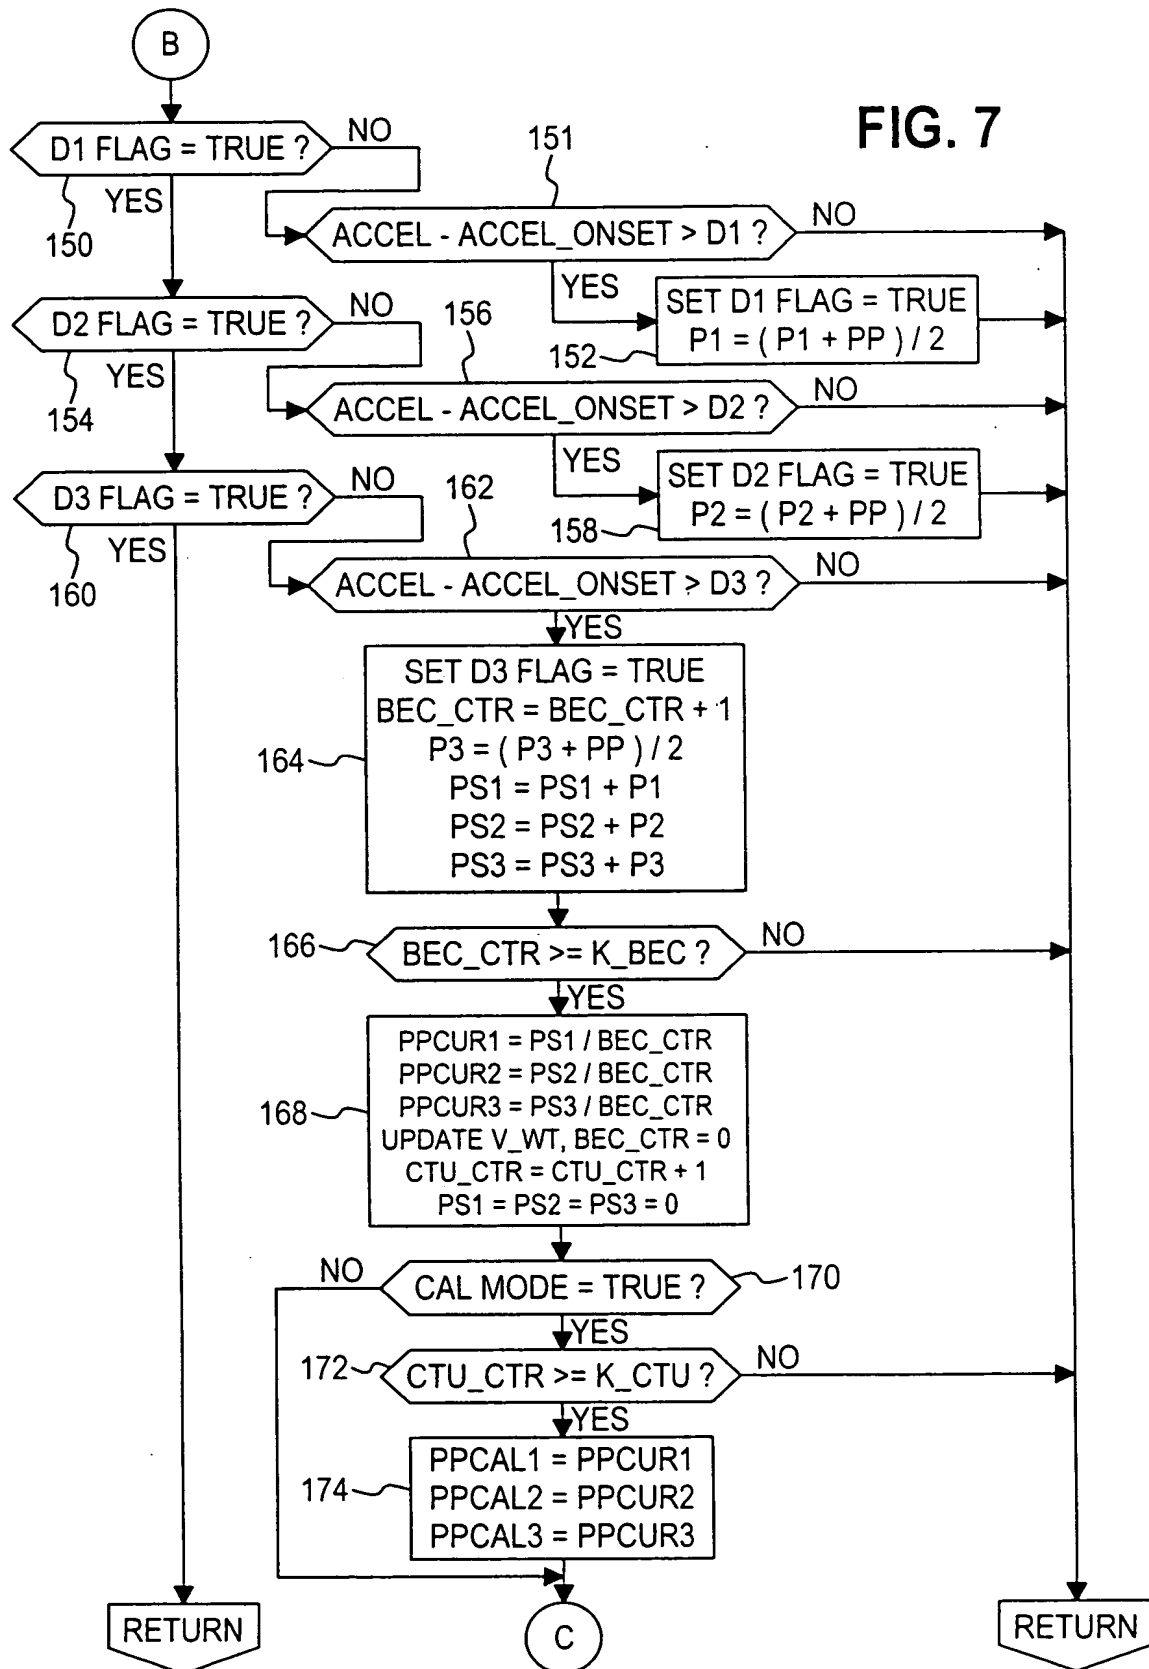 B
FIG. 7
D1 FLAG = TRUE ?
NO
YES
150
151
ACCEL - ACCEL_ONSET > D1 ?
NO
YES
SET D1 FLAG = TRUE
P1 = ( P1 + PP ) / 2
152
D2 FLAG = TRUE ?
NO
YES
154
156
ACCEL - ACCEL_ONSET > D2 ?
NO
YES
SET D2 FLAG = TRUE
P2 = ( P2 + PP ) / 2
158
D3 FLAG = TRUE ?
NO
YES
160
162
ACCEL - ACCEL_ONSET > D3 ?
NO
YES
SET D3 FLAG = TRUE
BEC_CTR = BEC_CTR + 1
P3 = ( P3 + PP ) / 2
PS1 = PS1 + P1
PS2 = PS2 + P2
PS3 = PS3 + P3
164
166
BEC_CTR >= K_BEC ?
NO
YES
PPCUR1 = PS1 / BEC_CTR
PPCUR2 = PS2 / BEC_CTR
PPCUR3 = PS3 / BEC_CTR
UPDATE V_WT, BEC_CTR = 0
CTU_CTR = CTU_CTR + 1
PS1 = PS2 = PS3 = 0
168
NO
CAL MODE = TRUE ?
170
YES
172
CTU_CTR >= K_CTU ?
NO
YES
PPCAL1 = PPCUR1
PPCAL2 = PPCUR2
PPCAL3 = PPCUR3
174
RETURN
C
RETURN